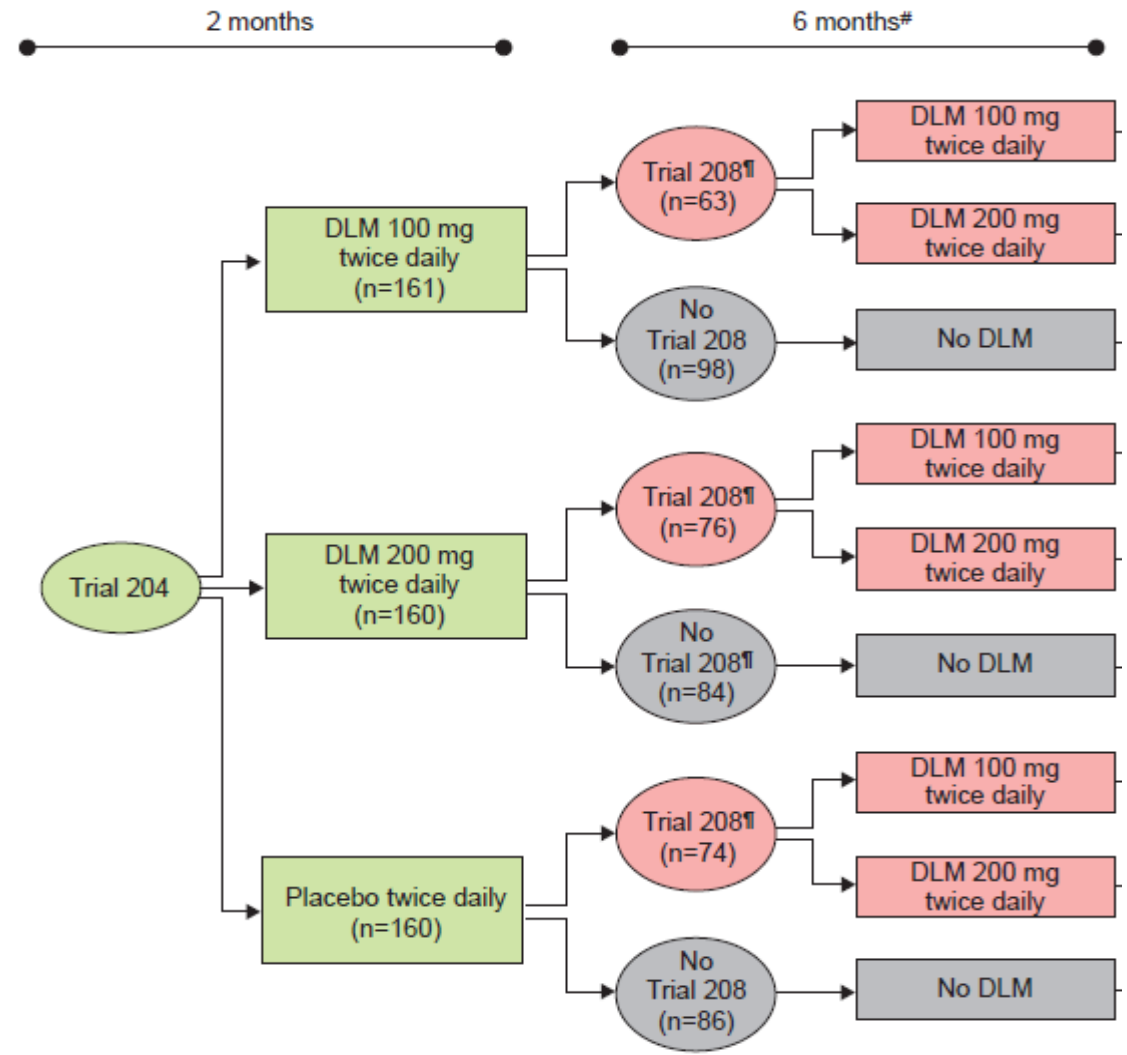 2 months
6 months#
Trial 204
DLM 100 mg
twice daily
(n=161)
Trial 208¶
(n=63)
DLM 100 mg
twice daily
DLM 200 mg
twice daily
No
Trial 208
(n=98)
No DLM
DLM 200 mg
twice daily
(n=160)
Trial 208¶
(n=76)
DLM 100 mg
twice daily
DLM 200 mg
twice daily
No
Trial 208¶
(n=84)
No DLM
Placebo twice daily
(n=160)
Trial 208¶
(n=74)
DLM 100 mg
twice daily
DLM 200 mg
twice daily
No
Trial 208
(n=86)
No DLM